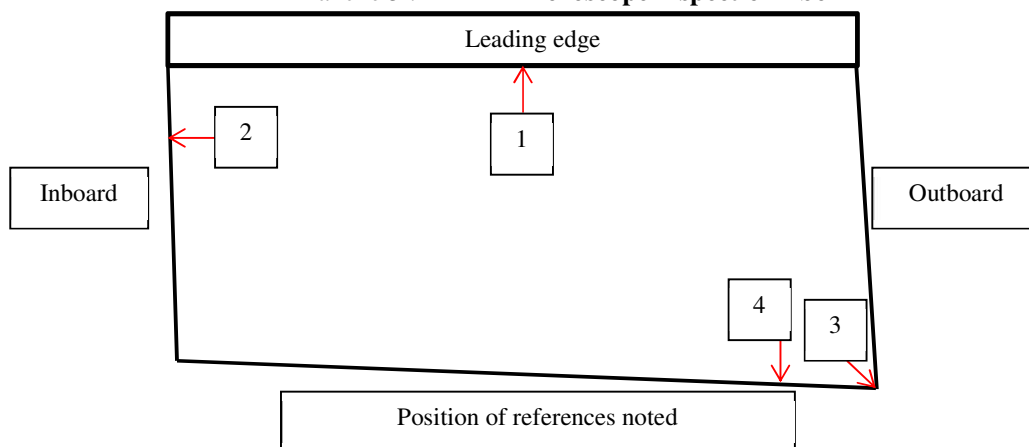 Leading edge
2
1
Inboard
Outboard
4
3
Position of references noted